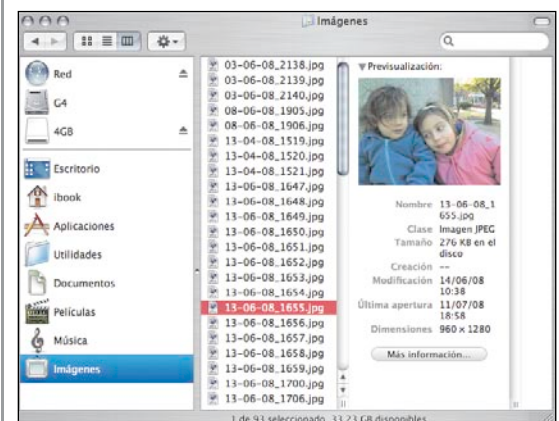 Imágenes
Red
G4
4GB
Escritorio
ibook
Aplicaciones
Utilidades
Documentos
Películas
Música
Imágenes
03-06-08_2138.jpg
03-06-08_2139.jpg
03-06-08_2140.jpg
08-06-08_1905.jpg
08-06-08_1906.jpg
13-04-08_1519.jpg
13-04-08_1520.jpg
13-04-08_1521.jpg
13-06-08_1647.jpg
13-06-08_1648.jpg
13-06-08_1649.jpg
13-06-08_1650.jpg
13-06-08_1651.jpg
13-06-08_1652.jpg
13-06-08_1653.jpg
13-06-08_1654.jpg
13-06-08_1655.jpg
13-06-08_1656.jpg
13-06-08_1657.jpg
13-06-08_1658.jpg
13-06-08_1659.jpg
13-06-08_1700.jpg
13-06-08_1706.jpg
Previsualización:
Nombre 13-06-08_1
655.jpg
Clase Imagen JPEG
Tamaño 276 KB en el
disco
Creación --
Modificación 14/06/08
10:38
Última apertura 11/07/08
18:58
Dimensiones 960 x 1280
Más información...
1 de 93 seleccionado, 33,23 GB disponibles